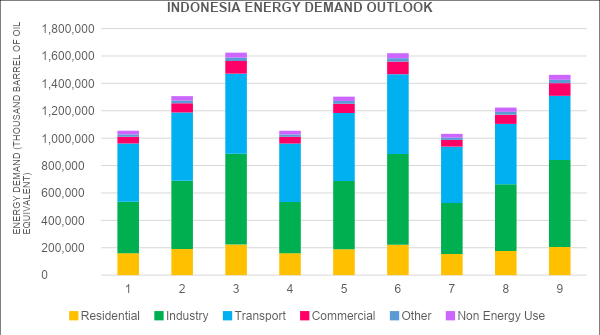 INDONESIA ENERGY DEMAND OUTLOOK
ENERGY DEMAND (THOUSAND BARREL OF OIL
EQUIVALENT)
1,800,000
1,600,000
1,400,000
1,200,000
1,000,000
800,000
600,000
400,000
200,000
0
1 2 3 4 5 6 7 8 9
Residential Industry Transport Commercial Other Non Energy Use